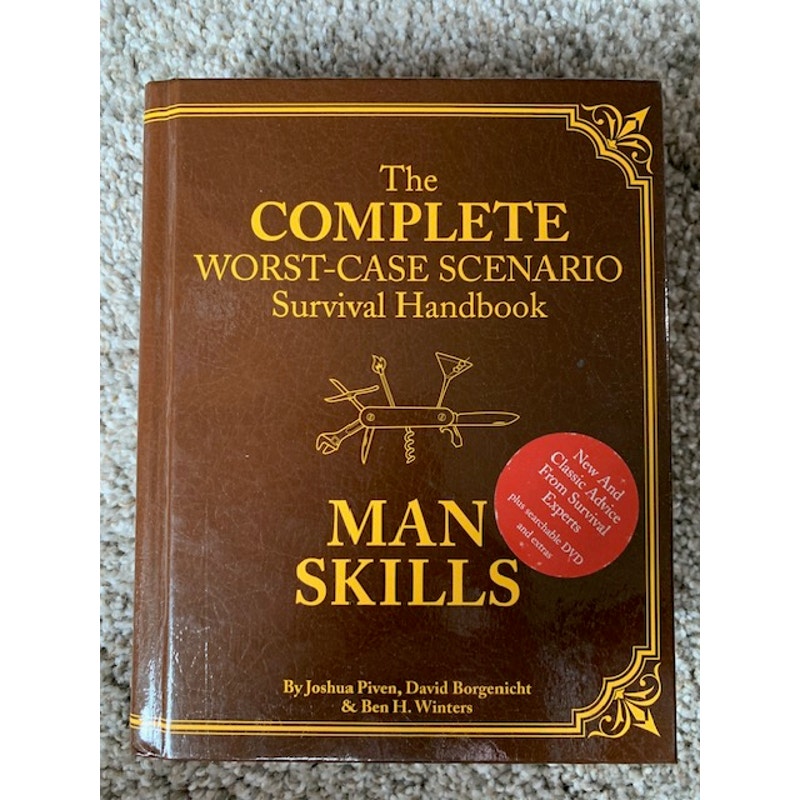 The
COMPLETE
WORST-CASE SCENARIO
Survival Handbook
MAN
SKILLS
New And
Classic Advice
From Survival
Experts
plus searchable DVD
and extras
By Joshua Piven, David Borgenicht
& Ben H. Winters